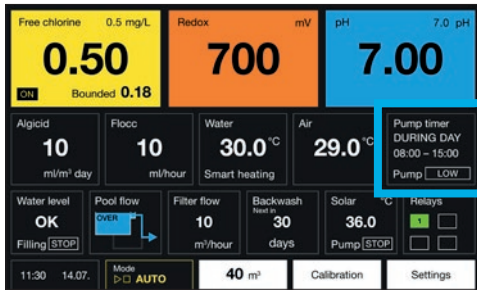 Free chlorine 0.5 mg/L
0.50
ON Bounded 0.18
Redox mV
700
pH 7.0 pH
7.00
Algicid
10
ml/m³ day
Flocc
10
ml/hour
Water
30.0 °C
Smart heating
Air
29.0 °C
Pump timer
DURING DAY
08:00 – 15:00
Pump LOW
Water level
OK
Filling STOP
Pool flow
OVER
Filter flow
10
m³/hour
Backwash
Next in
30
days
Solar °C
36.0
Pump STOP
Relays
1
11:30 14.07.
Mode
AUTO
40 m³
Calibration
Settings